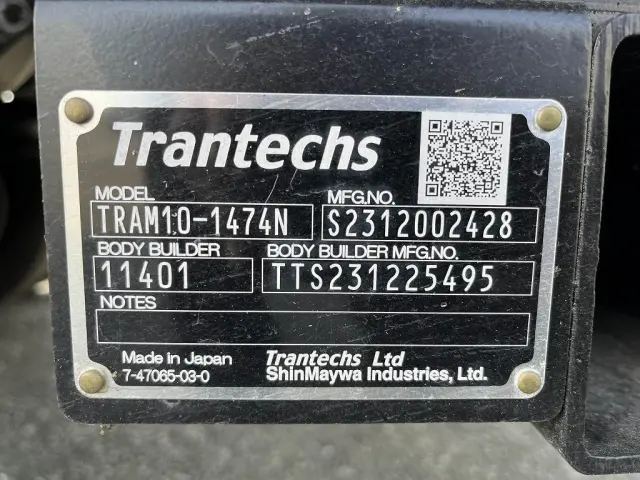 Trantechs
MODEL MFG.NO.
TRAM10-1474N S2312002428
BODY BUILDER BODY BUILDER MFG.NO.
11401 TTS231225495
NOTES
Made in Japan Trantechs Ltd
7-47065-03-0 ShinMaywa Industries, Ltd.